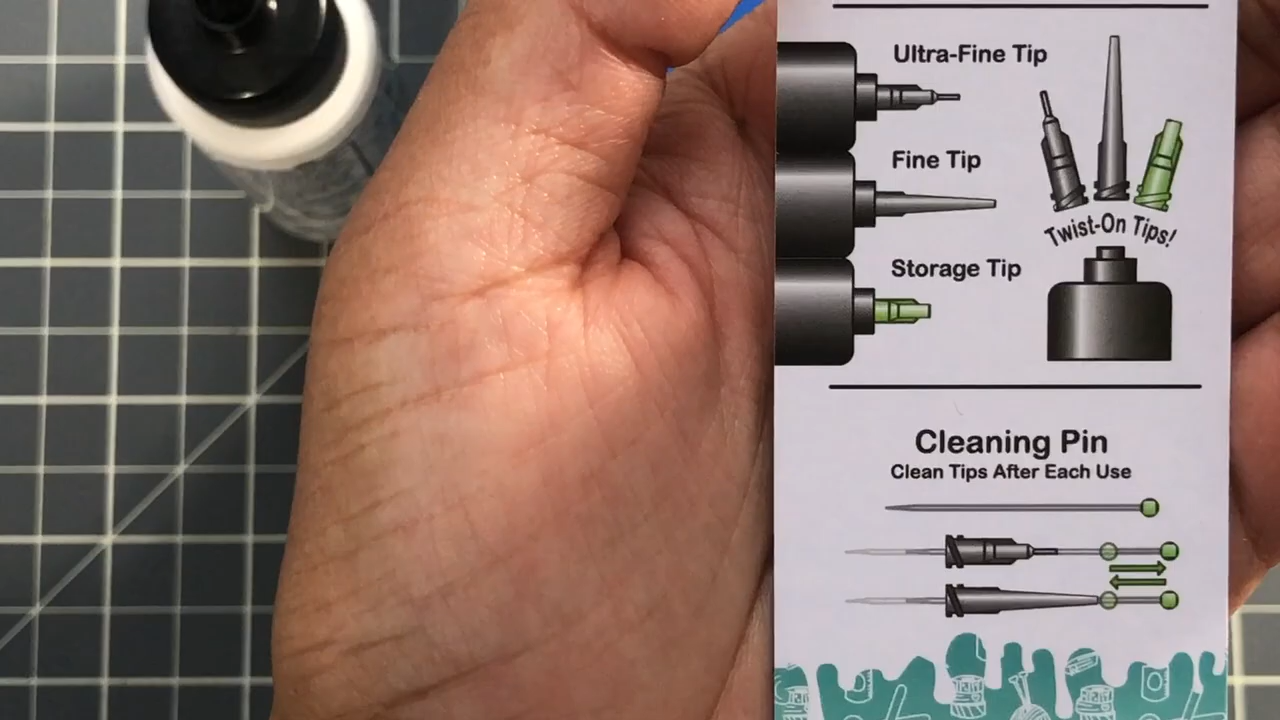 Ultra-Fine Tip
Fine Tip
Twist-On Tips!
Storage Tip
Cleaning Pin
Clean Tips After Each Use